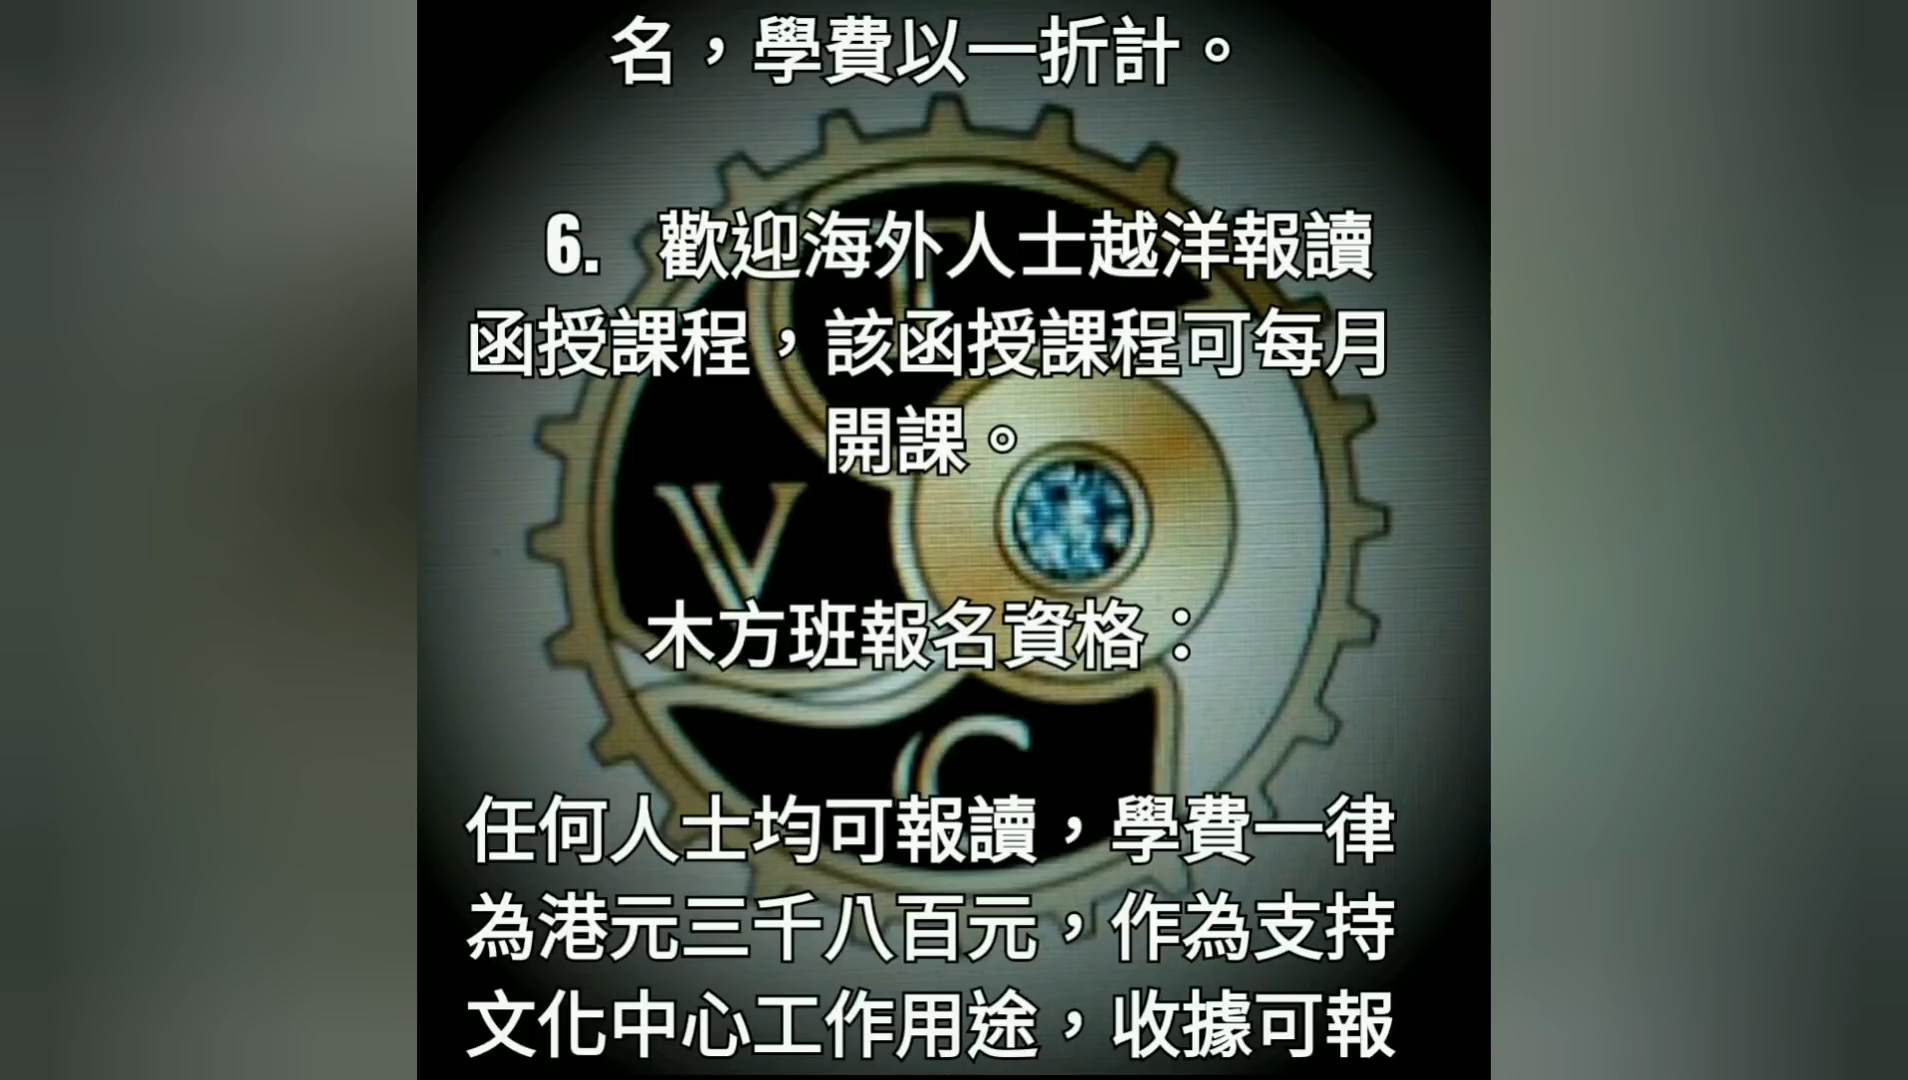 名，學費以一折計。
6. 歡迎海外人士越洋報讀
函授課程，該函授課程可每月
開課。
V
木方班報名資格：
C
任何人士均可報讀，學費一律
為港元三千八百元，作為支持
文化中心工作用途，收據可報